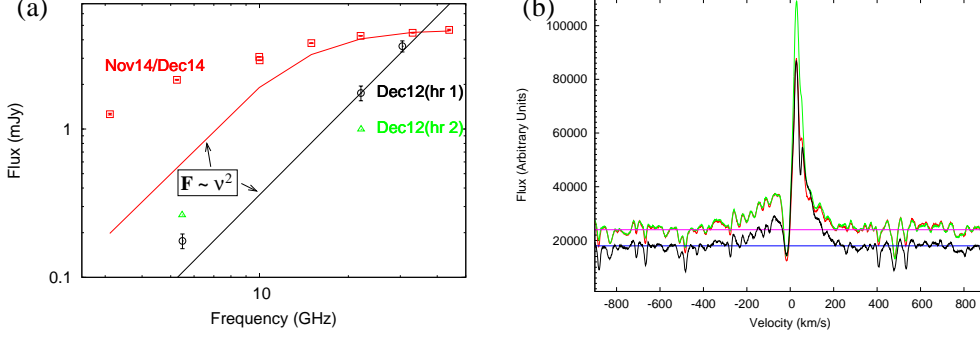 (a)
Flux (mJy)
1
0.1
Nov14/Dec14
Dec12(hr 1)
Dec12(hr 2)
F ~ ν²
10
Frequency (GHz)
(b)
Flux (Arbitrary Units)
100000
80000
60000
40000
20000
-800 -600 -400 -200 0 200 400 600 800
Velocity (km/s)